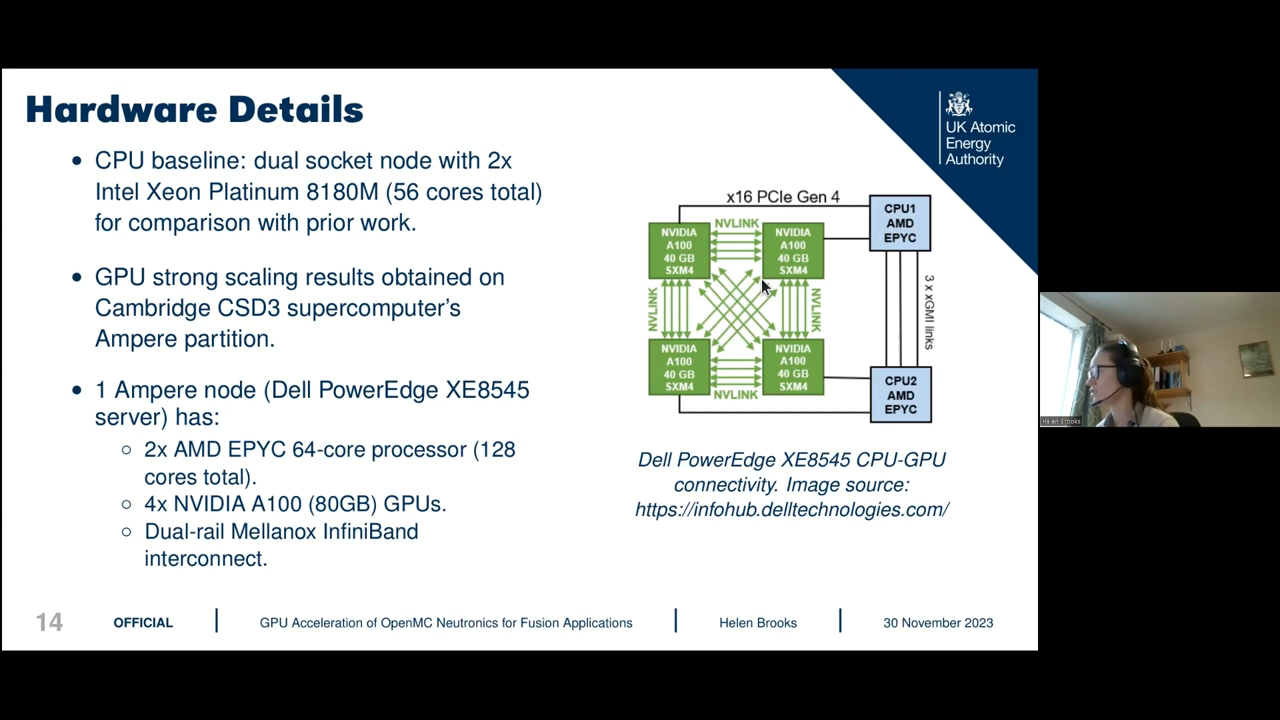 Hardware Details
UK Atomic
Energy
Authority
• CPU baseline: dual socket node with 2x
Intel Xeon Platinum 8180M (56 cores total)
for comparison with prior work.
• GPU strong scaling results obtained on
Cambridge CSD3 supercomputer’s
Ampere partition.
• 1 Ampere node (Dell PowerEdge XE8545
server) has:
○ 2x AMD EPYC 64-core processor (128
cores total).
○ 4x NVIDIA A100 (80GB) GPUs.
○ Dual-rail Mellanox InfiniBand
interconnect.
x16 PCIe Gen 4
NVIDIA
A100
40 GB
SXM4
NVLINK
NVIDIA
A100
40 GB
SXM4
CPU1
AMD
EPYC
NVLINK
NVLINK
3 x xGMI links
NVIDIA
A100
40 GB
SXM4
NVLINK
NVIDIA
A100
40 GB
SXM4
CPU2
AMD
EPYC
Dell PowerEdge XE8545 CPU-GPU
connectivity. Image source:
https://infohub.delltechnologies.com/
14
OFFICIAL
GPU Acceleration of OpenMC Neutronics for Fusion Applications
Helen Brooks
30 November 2023
Helen Brooks